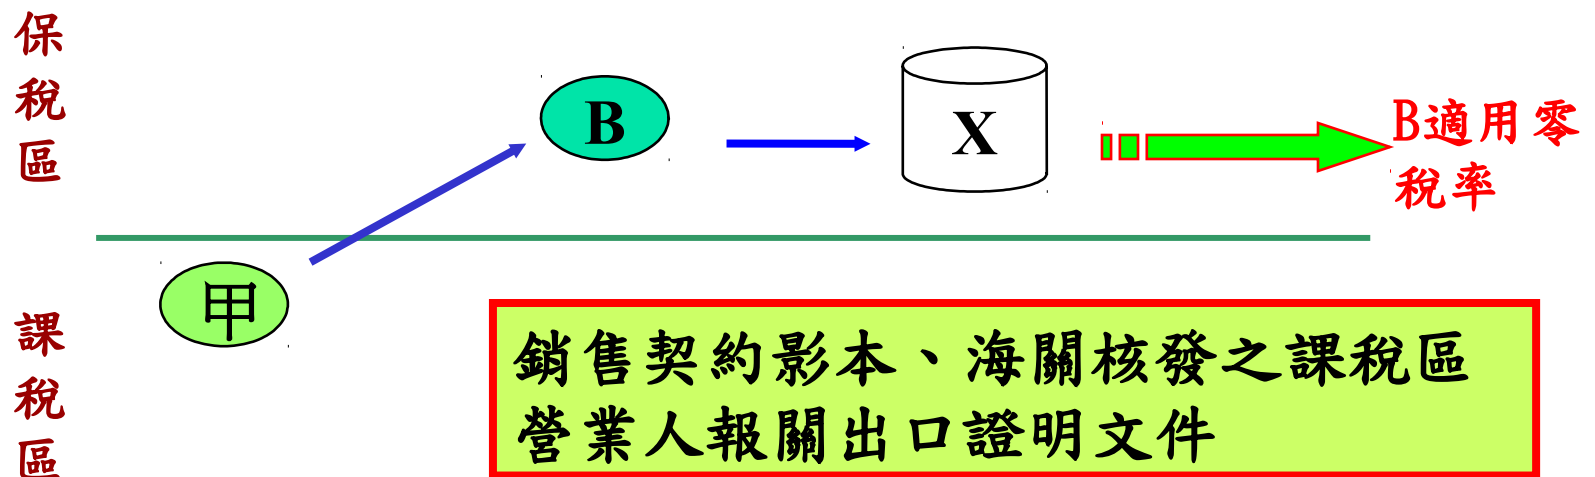 保稅區
B
X
B適用零
稅率
甲
課稅區
銷售契約影本、海關核發之課稅區
營業人報關出口證明文件